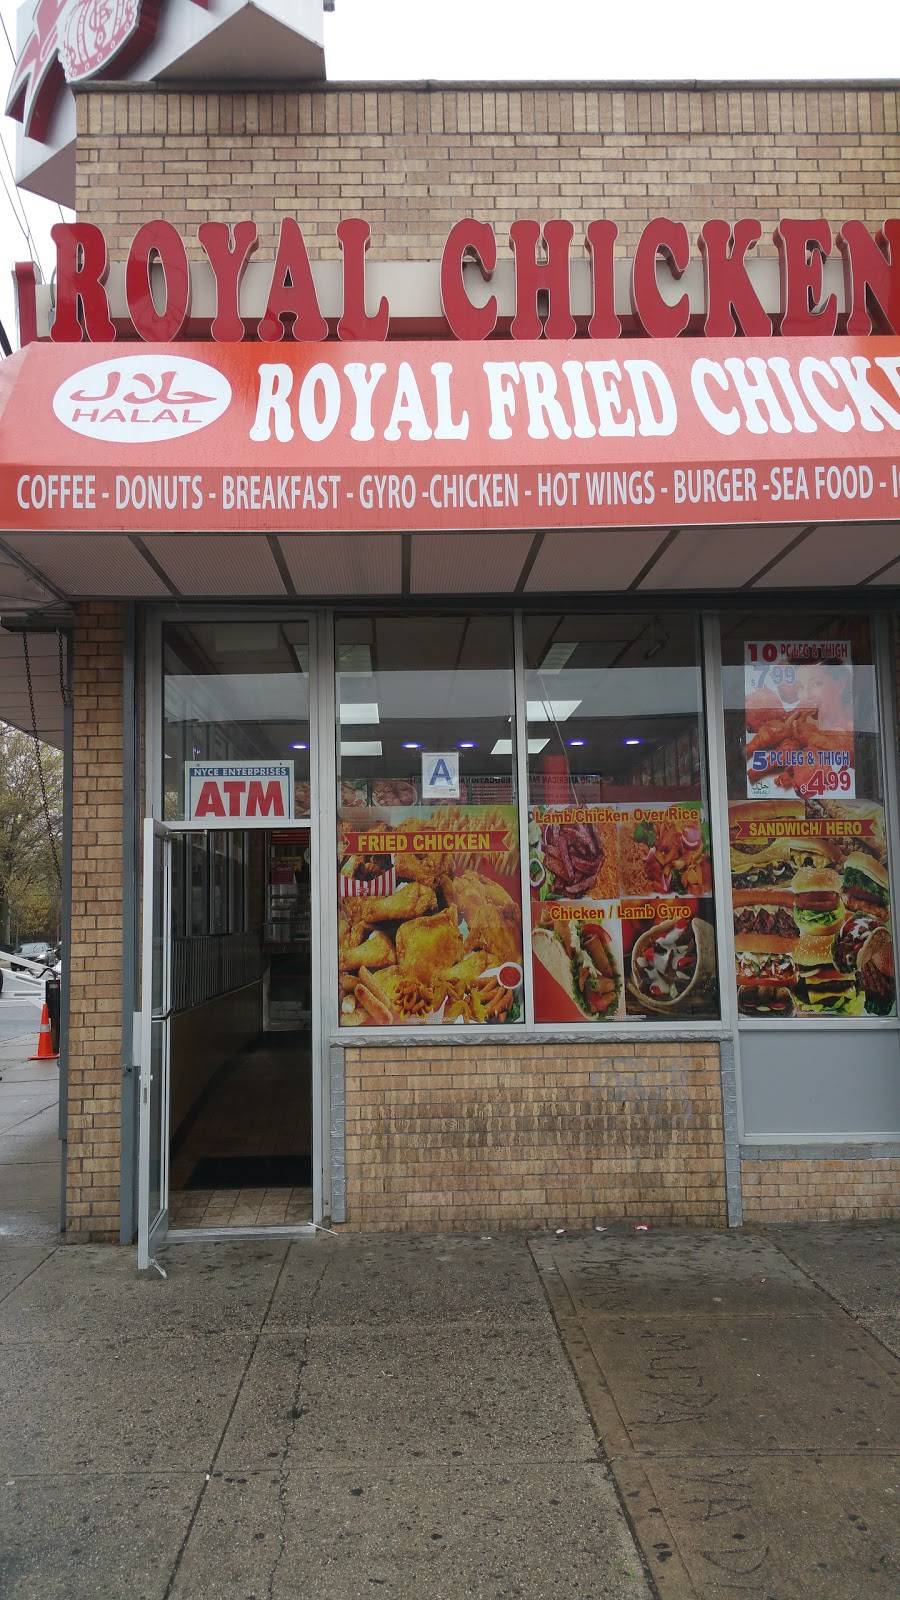 ROYAL CHICKEN
حلال
HALAL
ROYAL FRIED CHICKE
COFFEE - DONUTS - BREAKFAST - GYRO -CHICKEN - HOT WINGS - BURGER -SEA FOOD - I
10 PC LEG & THIGH
$7.99
5 PC LEG & THIGH
$4.99
NYCE ENTERPRISES
ATM
A
FRIED CHICKEN
Lamb/Chicken Over Rice
Chicken / Lamb Gyro
SANDWICH/ HERO